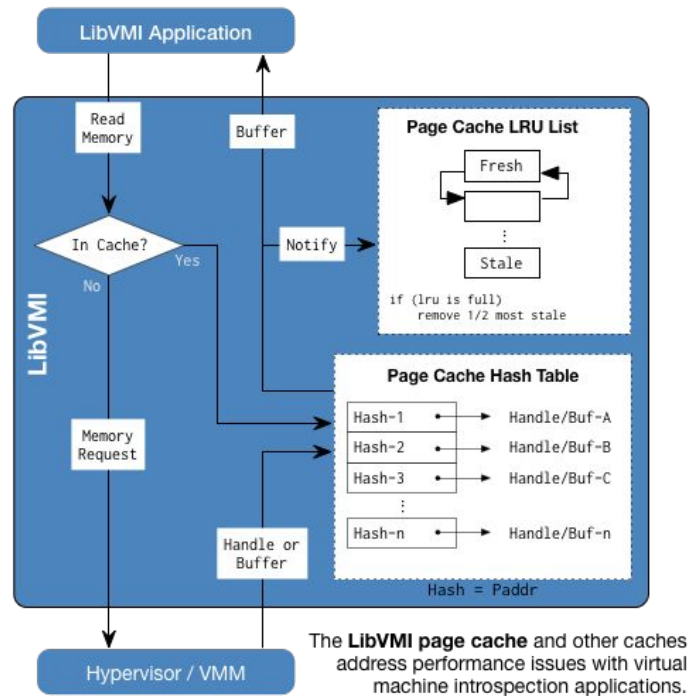 LibVMI Application
Read
Memory
Buffer
Page Cache LRU List
Fresh
⋮
Stale
if (lru is full)
remove 1/2 most stale
In Cache?
Yes
No
Notify
LibVMI
Page Cache Hash Table
Hash-1 Handle/Buf-A
Hash-2 Handle/Buf-B
Hash-3 Handle/Buf-C
⋮
Hash-n Handle/Buf-n
Hash = Paddr
Memory
Request
Handle or
Buffer
Hypervisor / VMM
The LibVMI page cache and other caches
address performance issues with virtual
machine introspection applications.